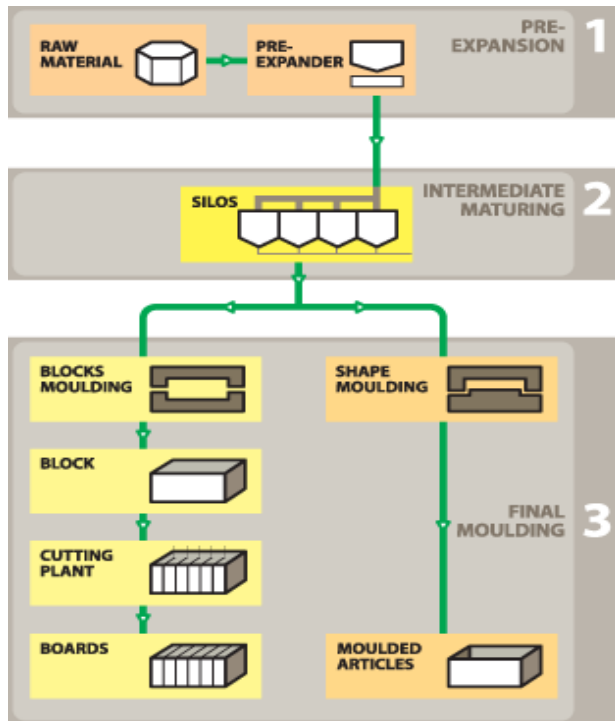 RAW
MATERIAL
PRE-
EXPANDER
PRE-
EXPANSION
1
SILOS
INTERMEDIATE
MATURING
2
BLOCKS
MOULDING
SHAPE
MOULDING
BLOCK
CUTTING
PLANT
FINAL
MOULDING
3
BOARDS
MOULDED
ARTICLES